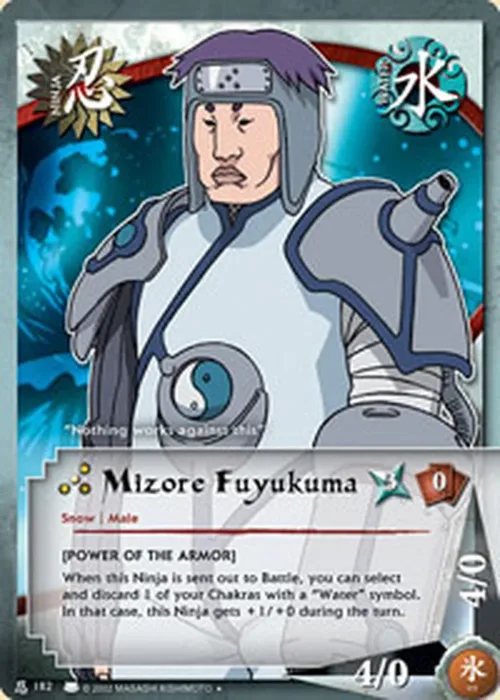 忍
NINJA
水
WATER
"Nothing works against this"
Mizore Fuyukuma 3 0
Snow | Male
[POWER OF THE ARMOR]
When this Ninja is sent out to Battle, you can select
and discard 1 of your Chakras with a "Water" symbol.
In that case, this Ninja gets +1/+0 during the turn.
4/0
4/0
氷
182 © 2002 MASASHI KISHIMOTO